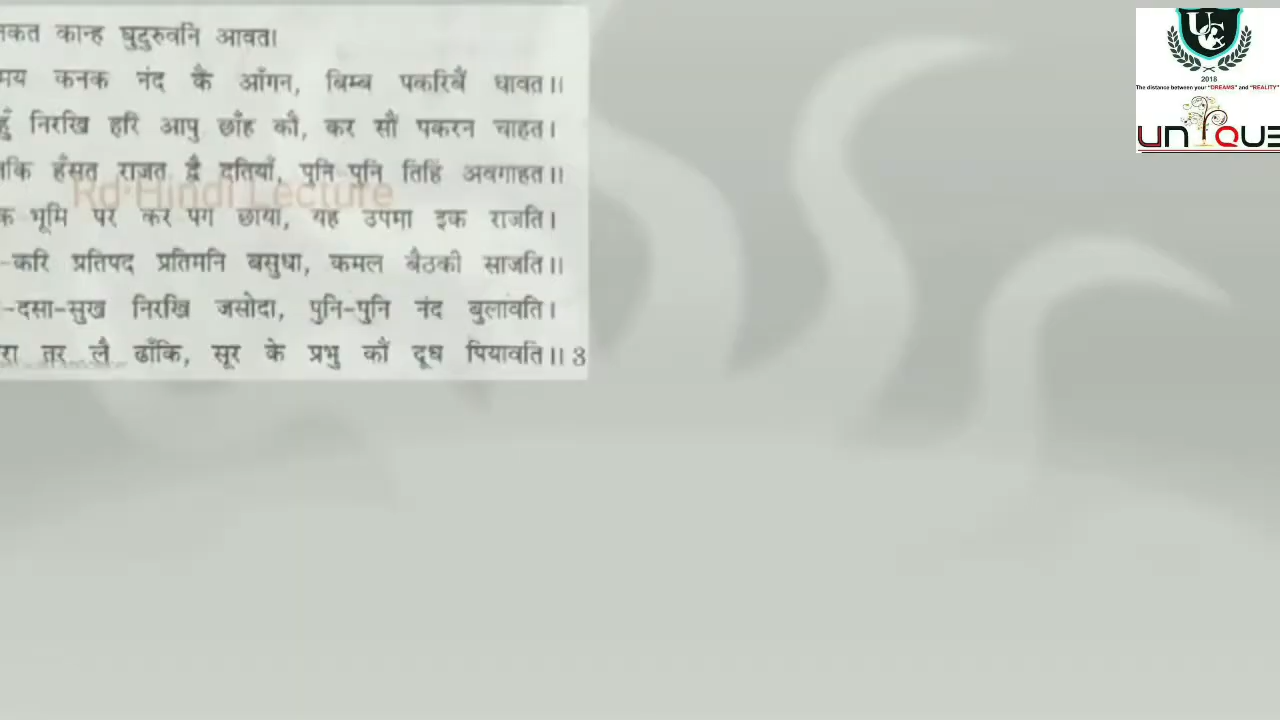 कान्ह घुटुरुवनि आवत।
कनक नंद कै आँगन, बिम्ब पकरिबैं धावत॥
निरखि हरि आपु छाँह कौ, कर सौं पकरन चाहत।
हँसत राजत द्वै दतियाँ, पुनि पुनि तिहिं अवगाहत॥
भूमि पर कर पग छाया, यह उपमा इक राजति।
-करि प्रतिपद प्रतिमनि बसुधा, कमल बैठकी साजति॥
-दसा-सुख निरखि जसोदा, पुनि-पुनि नंद बुलावति।
तर लै ढाँकि, सूर के प्रभु कौं दूध पियावति॥ 3
Rd Hindi Lecture
UC
2018
The distance between your "DREAMS" and "REALITY"
UNIQUE